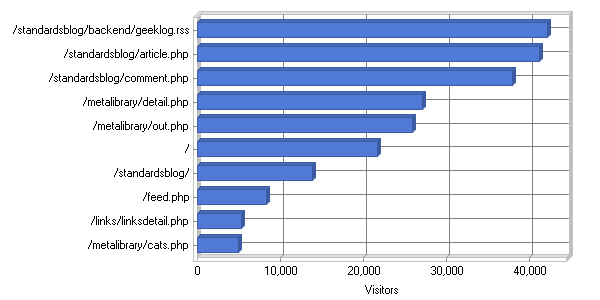 /standardsblog/backend/geeklog.rss
/standardsblog/article.php
/standardsblog/comment.php
/metalibrary/detail.php
/metalibrary/out.php
/
/standardsblog/
/feed.php
/links/linksdetail.php
/metalibrary/cats.php
0 10,000 20,000 30,000 40,000
Visitors